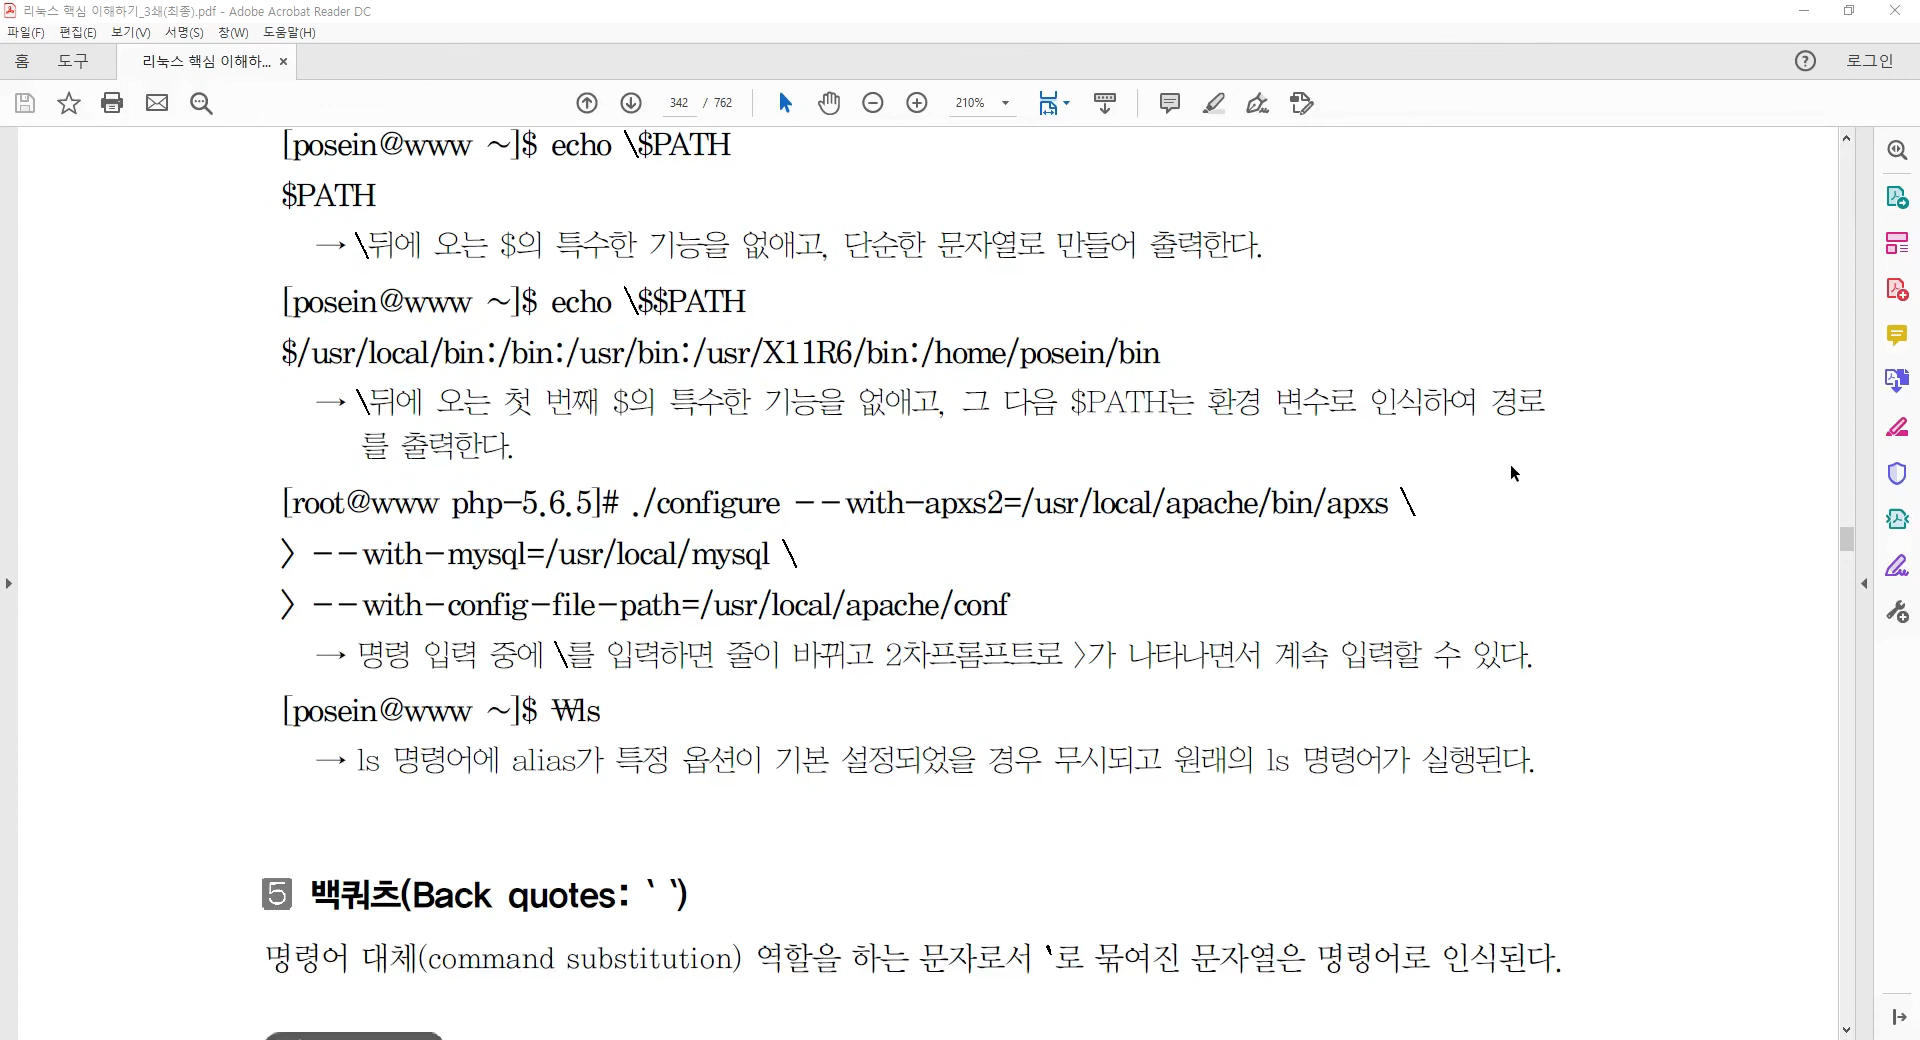 리눅스 핵심 이해하기_3쇄(최종).pdf - Adobe Acrobat Reader DC
파일(F) 편집(E) 보기(V) 서명(S) 창(W) 도움말(H)
홈 도구 리눅스 핵심 이해하... × 로그인
342 / 762 210%
[posein@www ~]$ echo \$PATH
$PATH
→ \뒤에 오는 $의 특수한 기능을 없애고, 단순한 문자열로 만들어 출력한다.
[posein@www ~]$ echo \$$PATH
$/usr/local/bin:/bin:/usr/bin:/usr/X11R6/bin:/home/posein/bin
→ \뒤에 오는 첫 번째 $의 특수한 기능을 없애고, 그 다음 $PATH는 환경 변수로 인식하여 경로
를 출력한다.
[root@www php-5.6.5]# ./configure --with-apxs2=/usr/local/apache/bin/apxs \
> --with-mysql=/usr/local/mysql \
> --with-config-file-path=/usr/local/apache/conf
→ 명령 입력 중에 \를 입력하면 줄이 바뀌고 2차프롬프트로 >가 나타나면서 계속 입력할 수 있다.
[posein@www ~]$ ₩ls
→ ls 명령어에 alias가 특정 옵션이 기본 설정되었을 경우 무시되고 원래의 ls 명령어가 실행된다.
5 백쿼츠(Back quotes: ` `)
명령어 대체(command substitution) 역할을 하는 문자로서 `로 묶여진 문자열은 명령어로 인식된다.